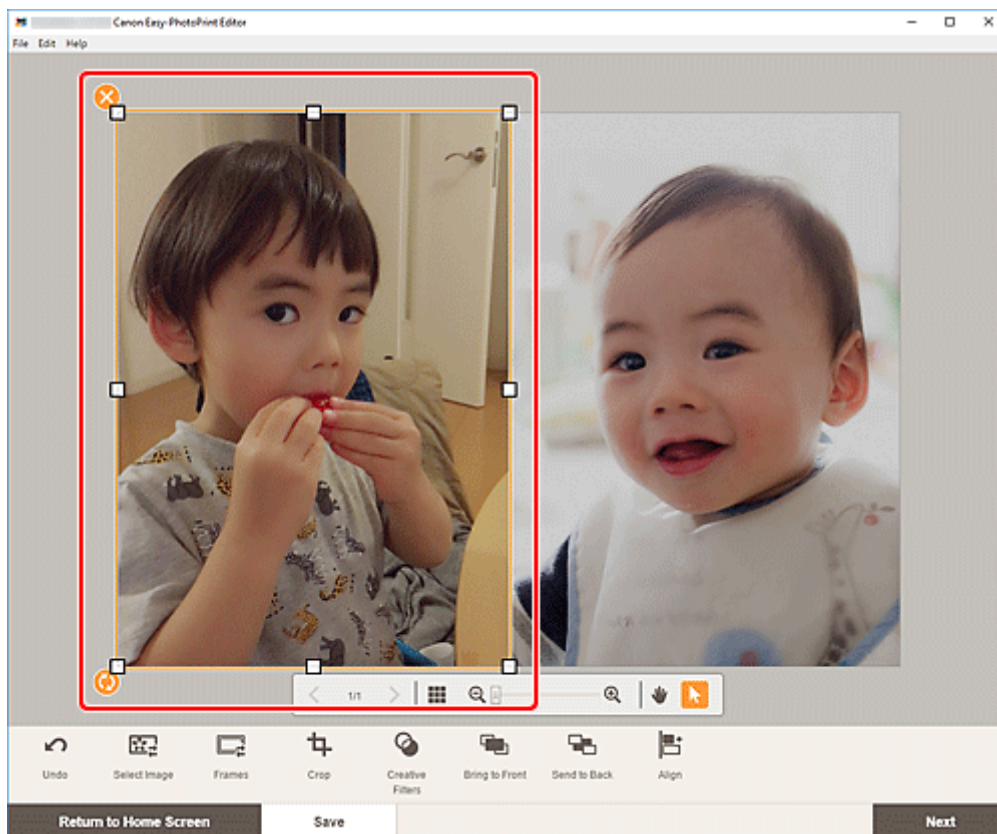 Canon Easy-PhotoPrint Editor
File Edit Help
1/1
Undo
Select Image
Frames
Crop
Creative
Filters
Bring to Front
Send to Back
Align
Return to Home Screen
Save
Next